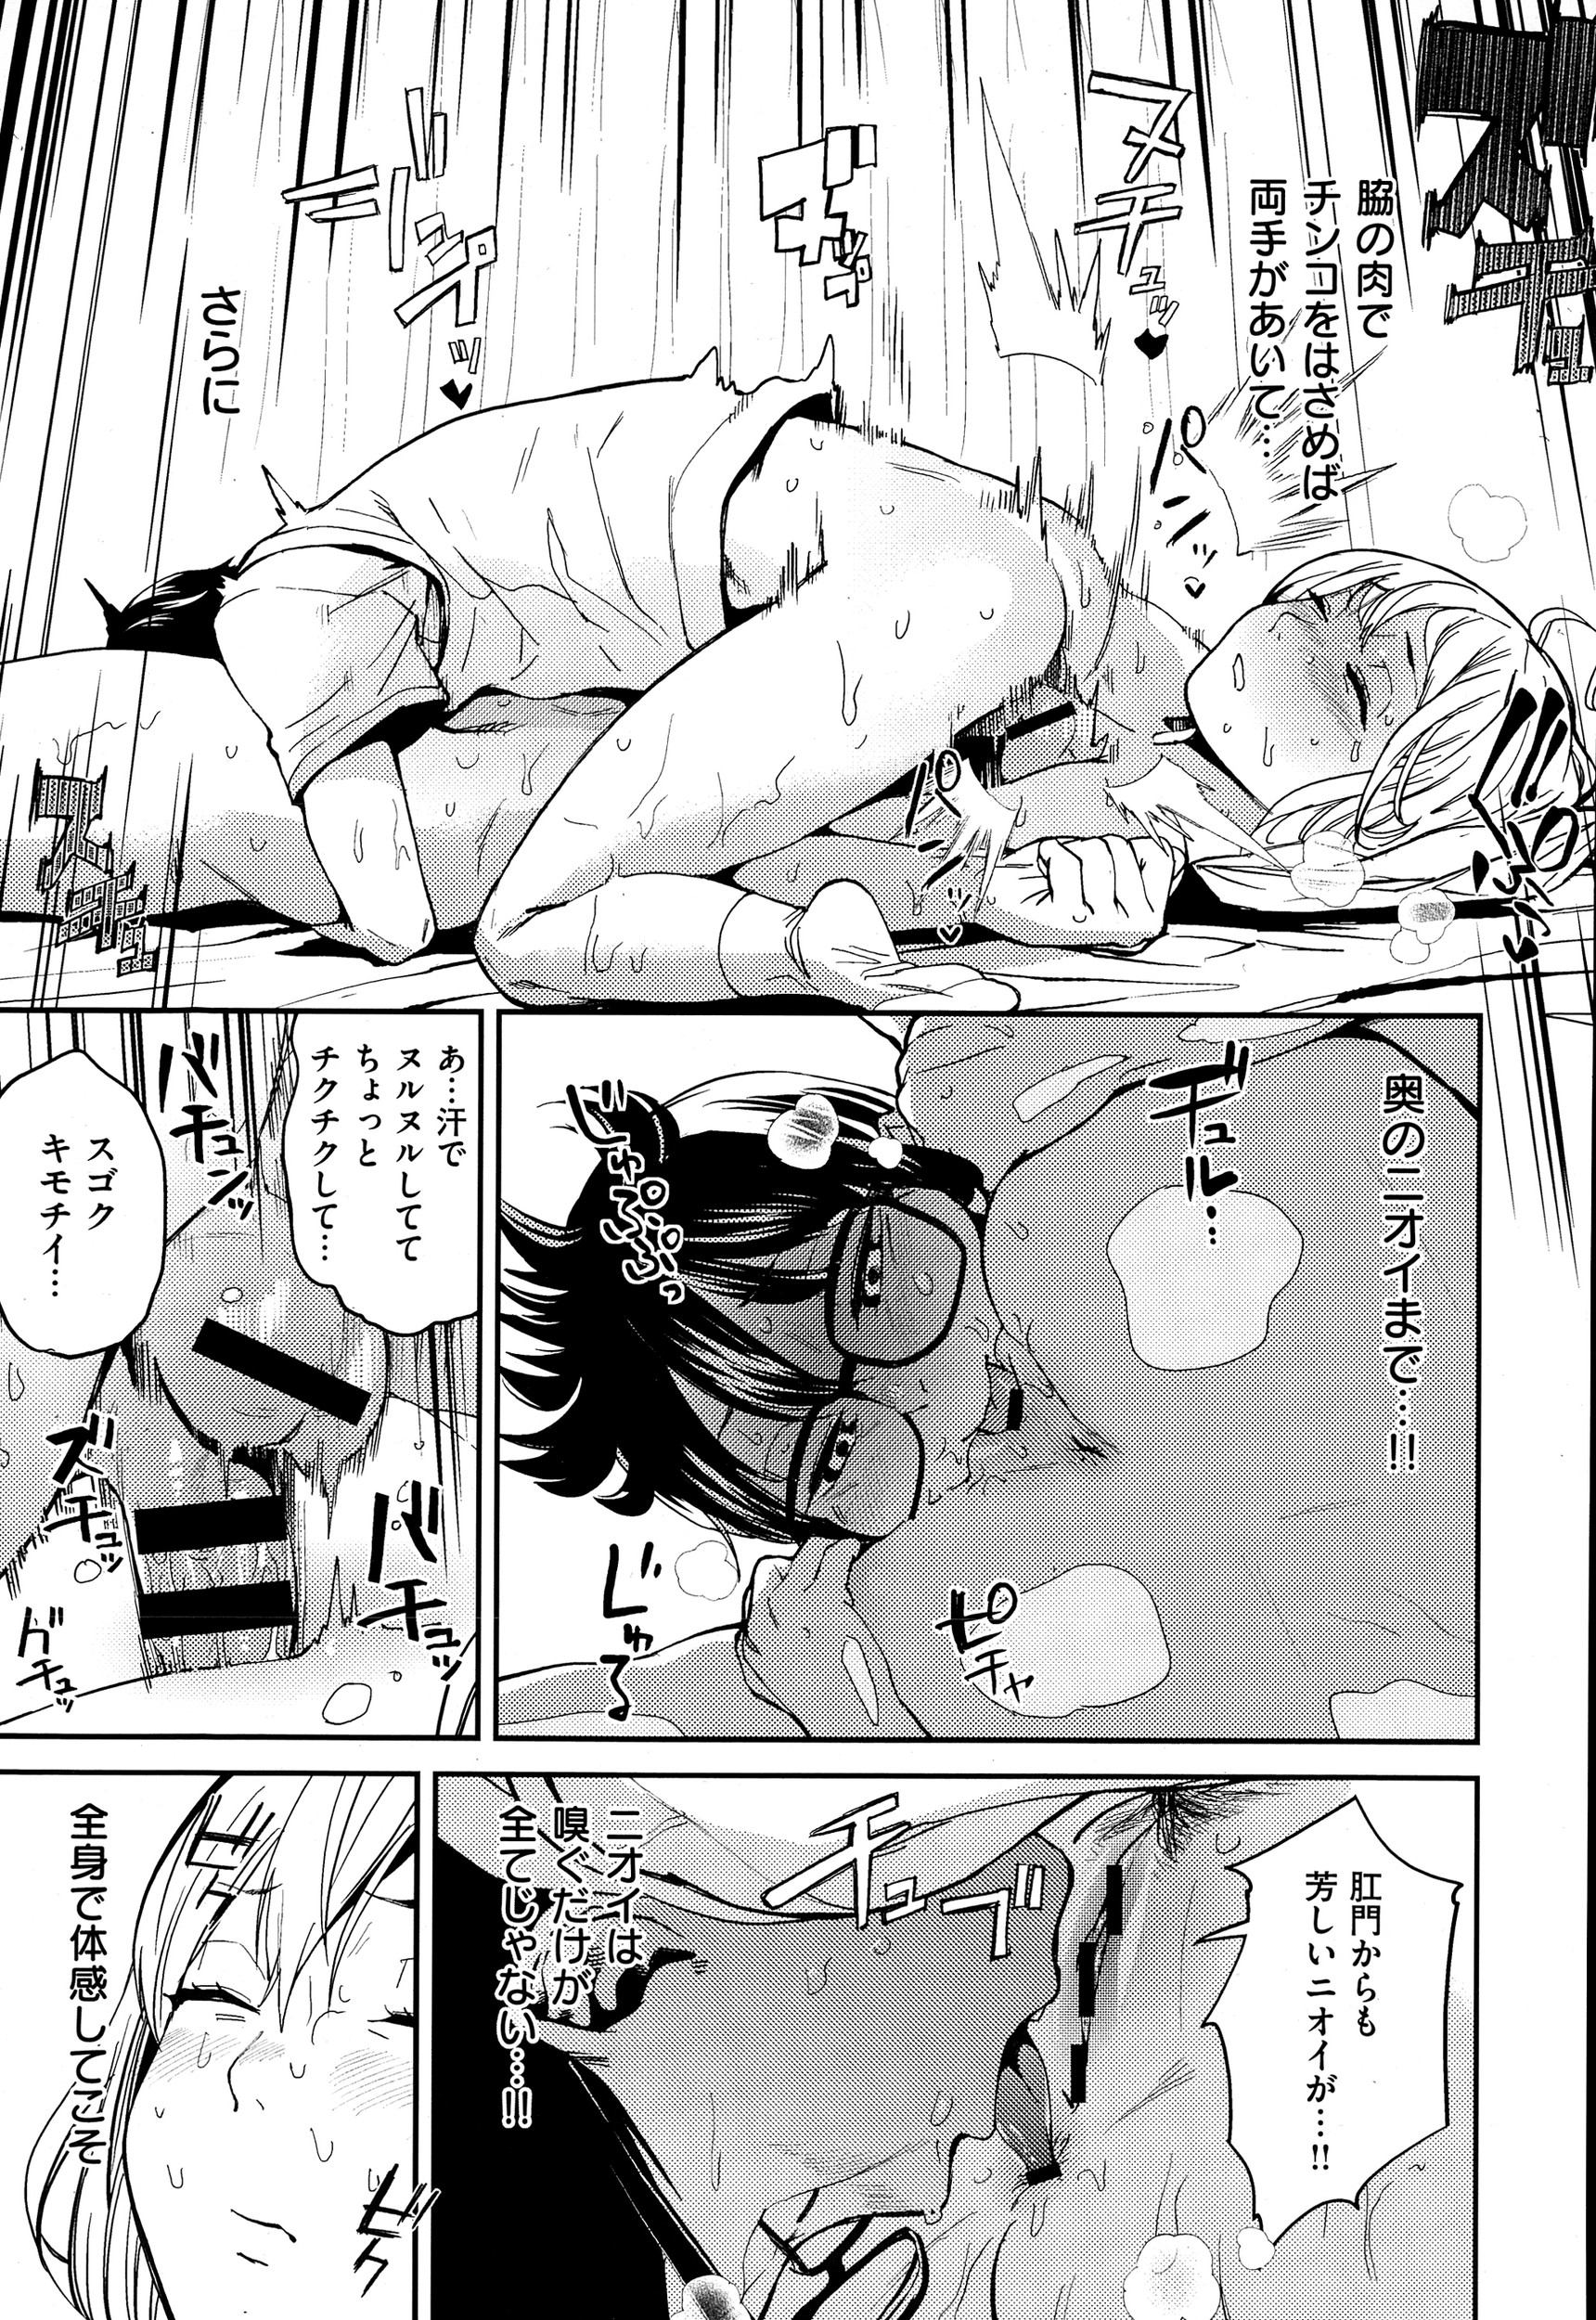 脇の肉で
チンコをはさめば
両手があいて…
さらに
ヌチュッ
パンッ
パンッ
奥のニオイまで…!!
ギュル…
じゅぷぷっ
じゅる
ピチャ
あ…汗で
ヌルヌルしてて
ちょっと
チクチクして…
スゴク
キモチイ…
バチュンッ
ズチュッ
バチュッ
グチュッ
肛門からも
芳しいニオイが…!!
チュブ
ニオイは
嗅ぐだけが
全てじゃない…!!
全身で体感してこそ
ビク
ビク